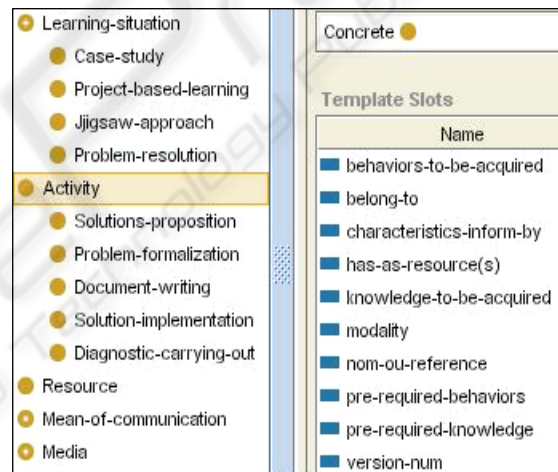 Learning-situation
Case-study
Project-based-learning
Jjigsaw-approach
Problem-resolution
Activity
Solutions-proposition
Problem-formalization
Document-writing
Solution-implementation
Diagnostic-carrying-out
Resource
Mean-of-communication
Media
Concrete
Template Slots
Name
behaviors-to-be-acquired
belong-to
characteristics-inform-by
has-as-resource(s)
knowledge-to-be-acquired
modality
nom-ou-reference
pre-required-behaviors
pre-required-knowledge
version-num